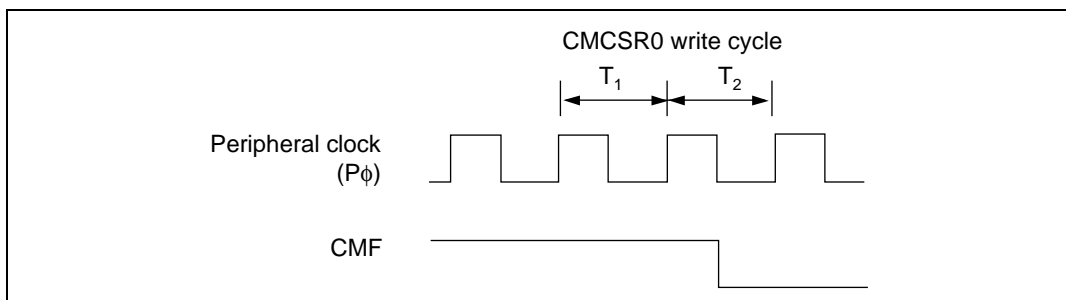 CMCSR0 write cycle
T1 T2
Peripheral clock
(Pϕ)
CMF